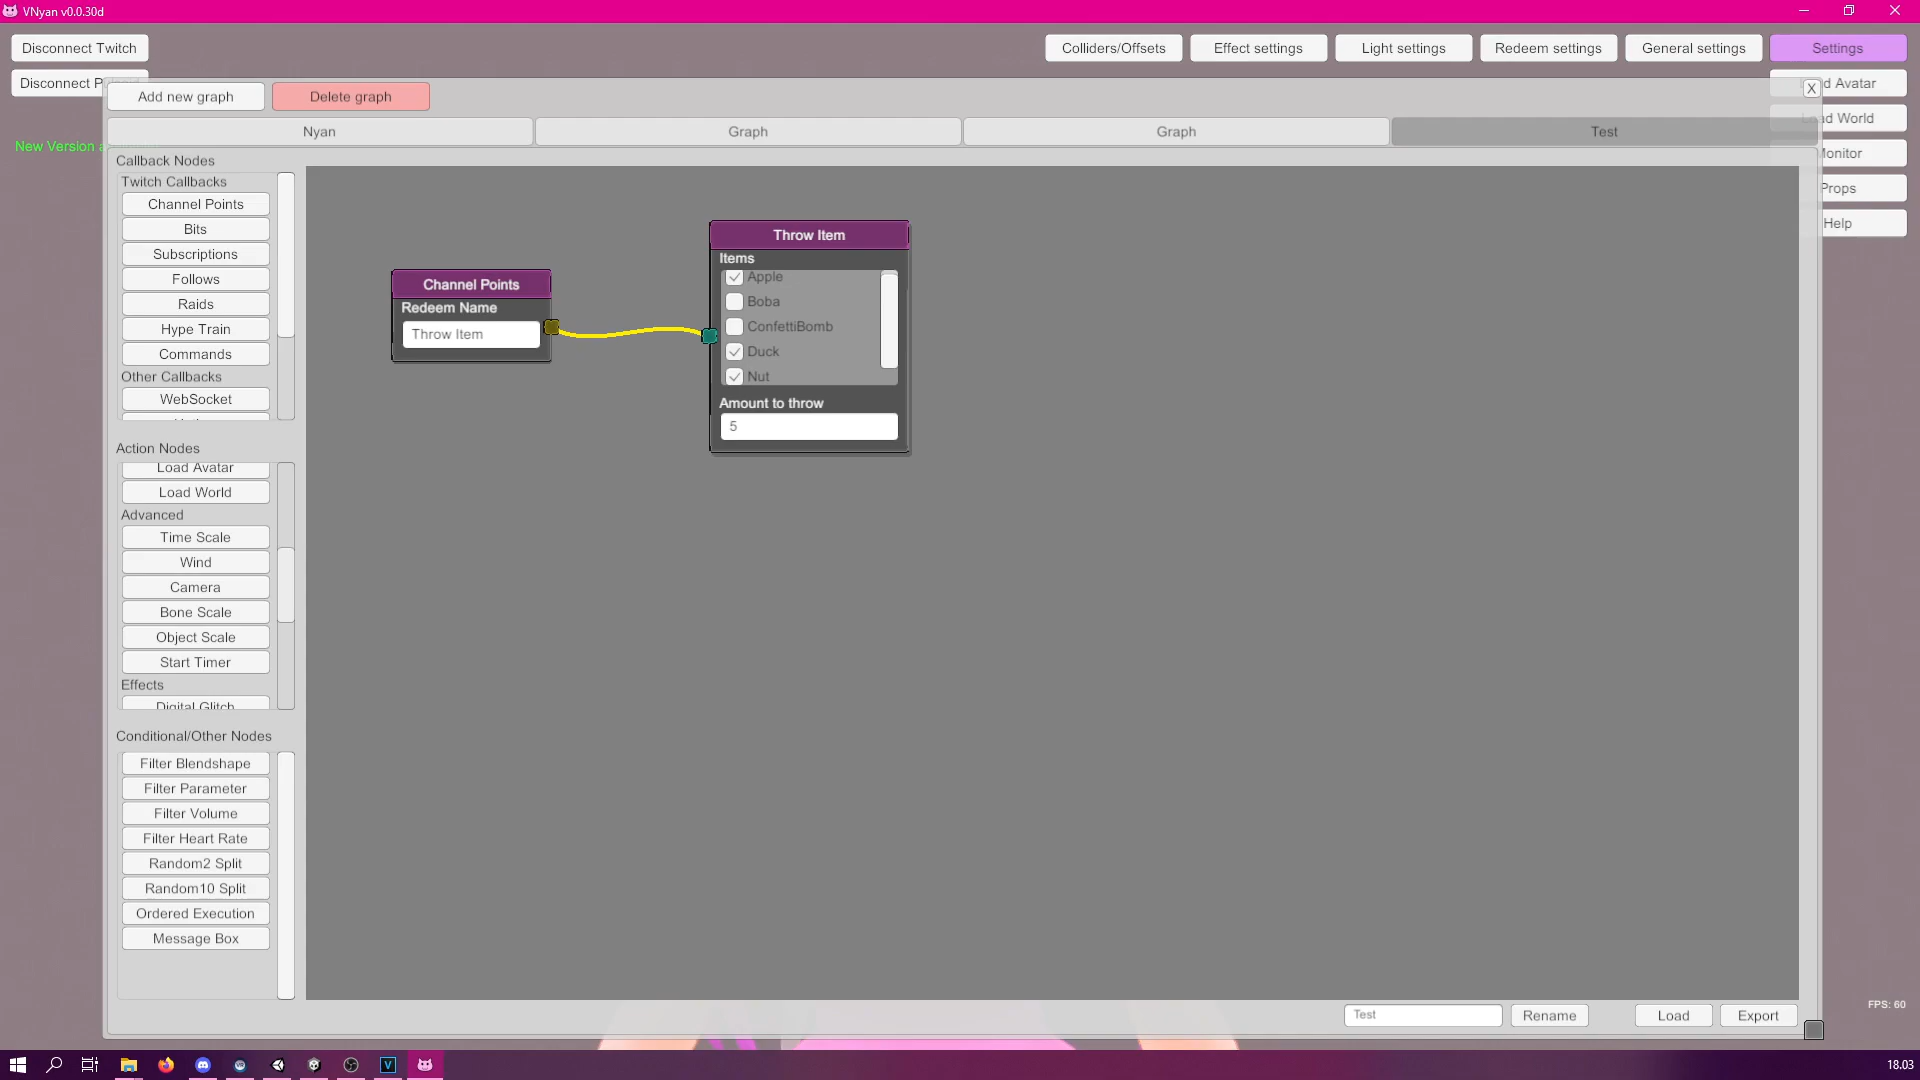 VNyan v0.0.30d
Disconnect Twitch
Colliders/Offsets
Effect settings
Light settings
Redeem settings
General settings
Settings
Disconnect
Add new graph
Delete graph
X
Avatar
World
Monitor
Props
Help
Nyan
Graph
Graph
Test
New Version
Callback Nodes
Twitch Callbacks
Channel Points
Bits
Subscriptions
Follows
Raids
Hype Train
Commands
Other Callbacks
WebSocket
Action Nodes
Load Avatar
Load World
Advanced
Time Scale
Wind
Camera
Bone Scale
Object Scale
Start Timer
Effects
Digital Glitch
Conditional/Other Nodes
Filter Blendshape
Filter Parameter
Filter Volume
Filter Heart Rate
Random2 Split
Random10 Split
Ordered Execution
Message Box
Channel Points
Redeem Name
Throw Item
Throw Item
Items
Apple
Boba
ConfettiBomb
Duck
Nut
Amount to throw
5
Test
Rename
Load
Export
FPS: 60
18.03